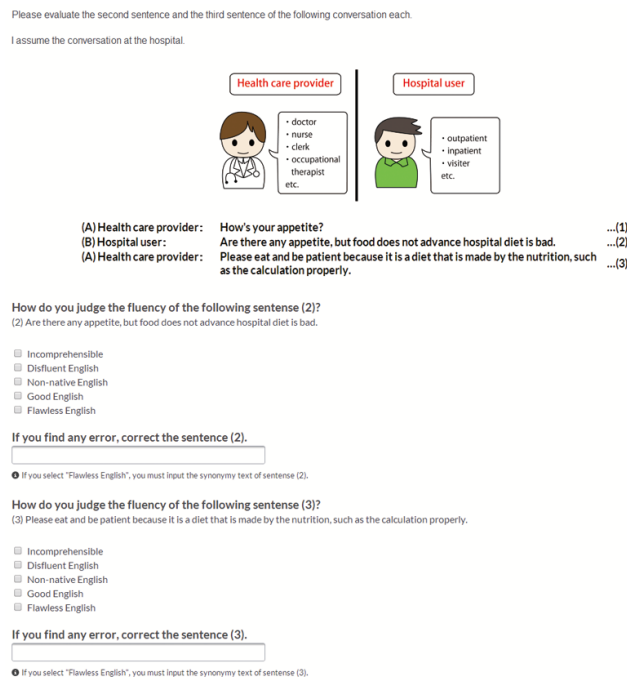 Please evaluate the second sentence and the third sentence of the following conversation each.
I assume the conversation at the hospital.
Health care provider
Hospital user
・doctor
・nurse
・clerk
・occupational
therapist
etc.
・outpatient
・inpatient
・visiter
etc.
(A) Health care provider: How's your appetite? ...(1)
(B) Hospital user: Are there any appetite, but food does not advance hospital diet is bad. ...(2)
(A) Health care provider: Please eat and be patient because it is a diet that is made by the nutrition, such
as the calculation properly. ...(3)
How do you judge the fluency of the following sentence (2)?
(2) Are there any appetite, but food does not advance hospital diet is bad.
Incomprehensible
Disfluent English
Non-native English
Good English
Flawless English
If you find any error, correct the sentence (2).
If you select "Flawless English", you must input the synonymy text of sentence (2).
How do you judge the fluency of the following sentence (3)?
(3) Please eat and be patient because it is a diet that is made by the nutrition, such as the calculation properly.
Incomprehensible
Disfluent English
Non-native English
Good English
Flawless English
If you find any error, correct the sentence (3).
If you select "Flawless English", you must input the synonymy text of sentence (3).